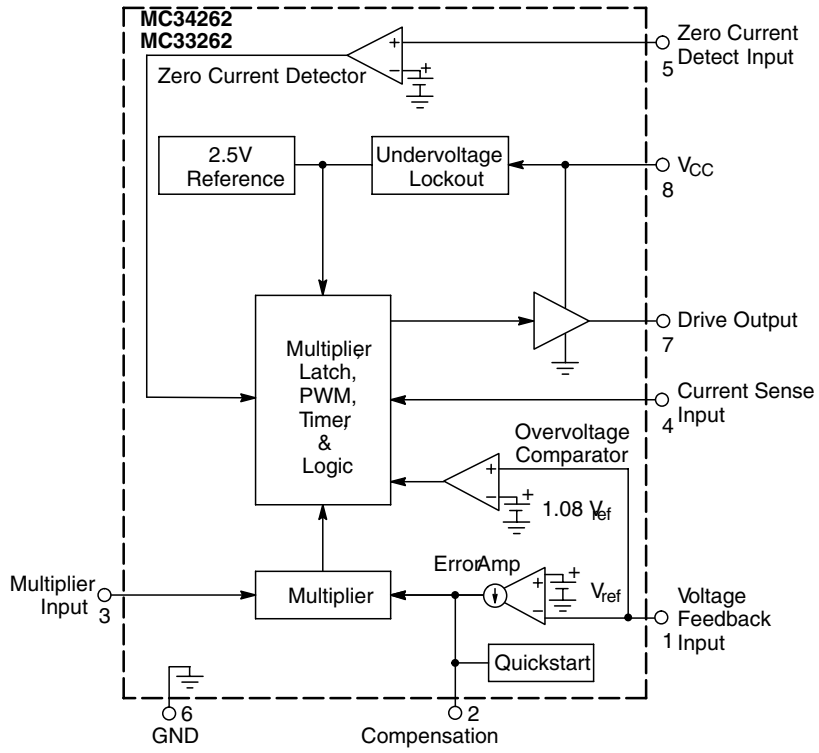 MC34262
MC33262
Zero Current Detector
+
−
+
Zero Current
Detect Input
5
2.5V
Reference
Undervoltage
Lockout
VCC
8
Multiplier,
Latch,
PWM,
Timer,
&
Logic
Drive Output
7
Current Sense
Input
4
Overvoltage
Comparator
+
−
+
1.08 Vref
Error Amp
+
−
+
Vref
Multiplier
Input
3
Multiplier
Voltage
Feedback
Input
1
Quickstart
6
GND
2
Compensation